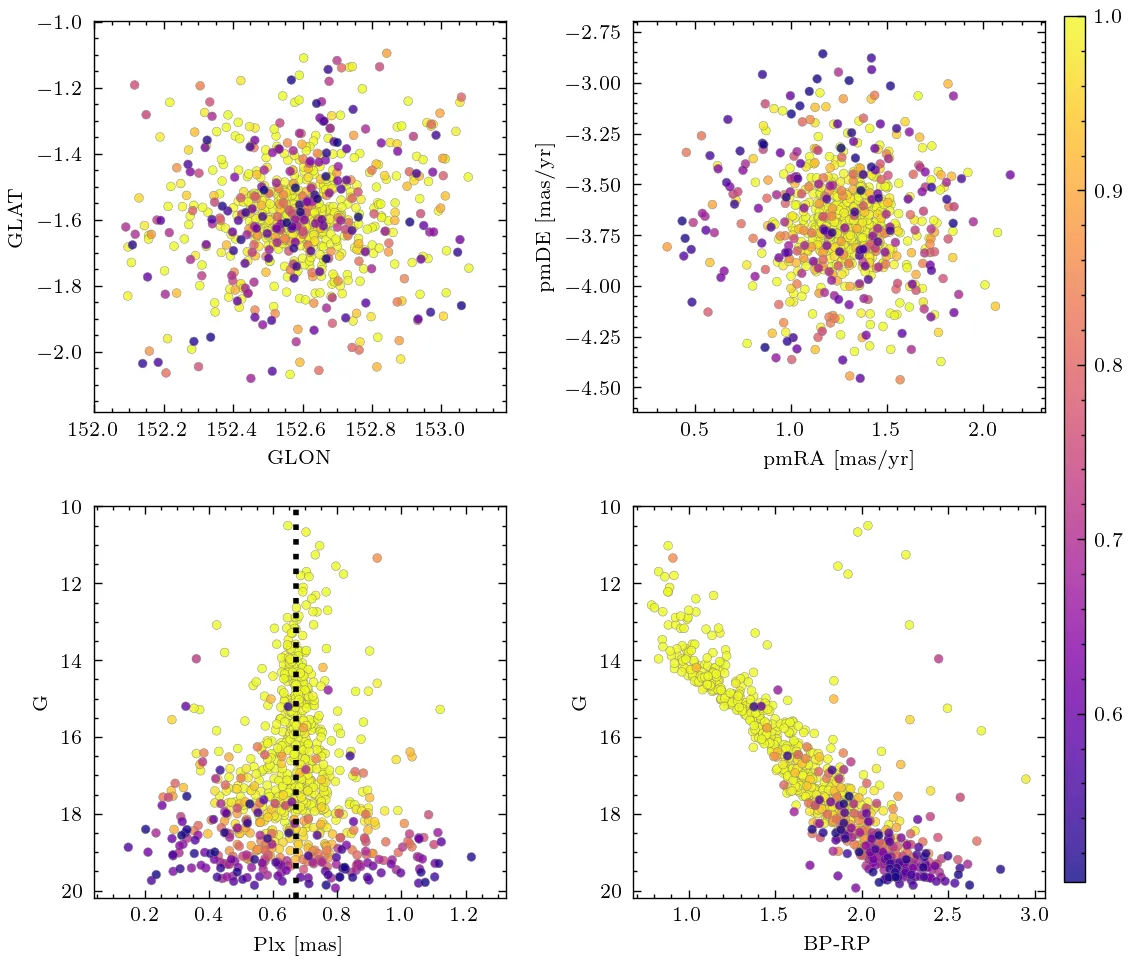 −1.0
−1.2
−1.4
−1.6
−1.8
−2.0
GLAT
152.0 152.2 152.4 152.6 152.8 153.0
GLON
−2.75
−3.00
−3.25
−3.50
−3.75
−4.00
−4.25
−4.50
pmDE [mas/yr]
0.5 1.0 1.5 2.0
pmRA [mas/yr]
10
12
14
16
18
20
G
0.2 0.4 0.6 0.8 1.0 1.2
Plx [mas]
10
12
14
16
18
20
G
1.0 1.5 2.0 2.5 3.0
BP-RP
1.0
0.9
0.8
0.7
0.6